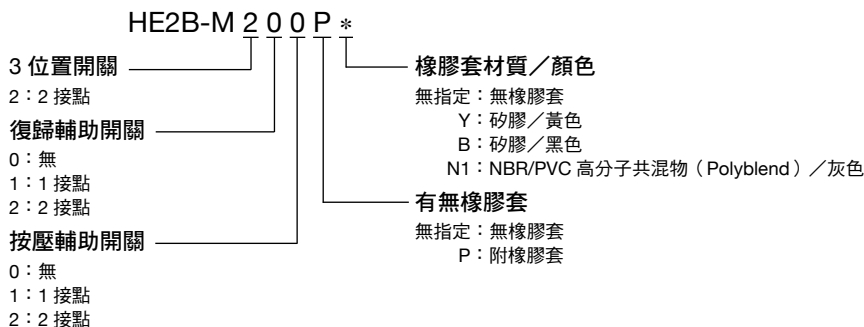 HE2B-M 2 0 0 P *
3 位置開關
2：2 接點
復歸輔助開關
0：無
1：1 接點
2：2 接點
按壓輔助開關
0：無
1：1 接點
2：2 接點
橡膠套材質／顏色
無指定：無橡膠套
Y：矽膠／黃色
B：矽膠／黑色
N1：NBR/PVC 高分子共混物（Polyblend）／灰色
有無橡膠套
無指定：無橡膠套
P：附橡膠套